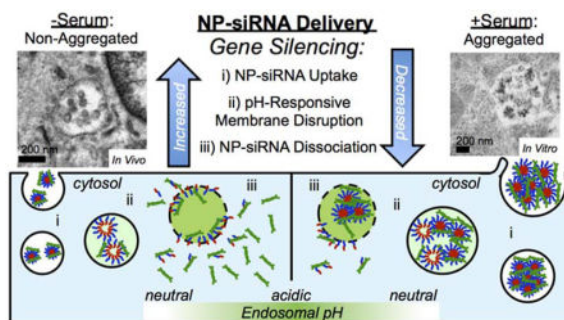 -Serum:
Non-Aggregated
NP-siRNA Delivery
Gene Silencing:
i) NP-siRNA Uptake
ii) pH-Responsive
Membrane Disruption
iii) NP-siRNA Dissociation
+Serum:
Aggregated
Increased
Decreased
200 nm
In Vivo
200 nm
In Vitro
cytosol
iii
iii
cytosol
ii
ii
i
i
neutral
acidic
neutral
Endosomal pH